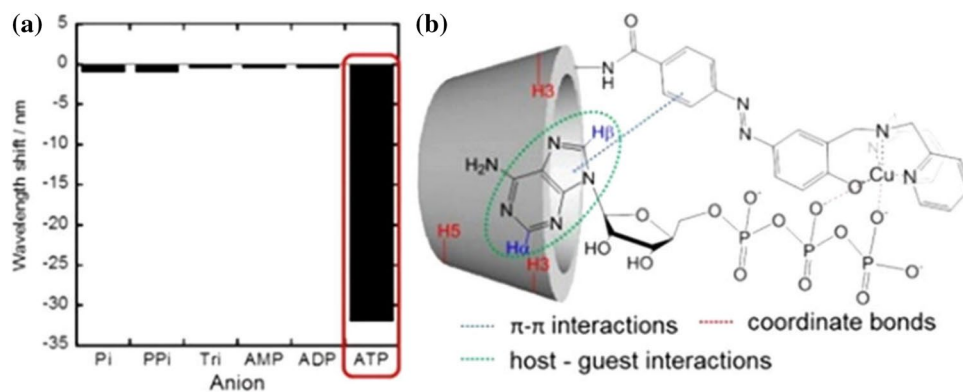 (a)
5
0
-5
-10
-15
-20
-25
-30
-35
Wavelength shift / nm
Pi PPi Tri AMP ADP ATP
Anion
(b)
O
N
H
H3
N
N
Hβ
N
N
H2N
N
N
Hα
H5
H3
O
HO
HO
O
O-
P
O
O
O
P
O
O-
O
O-
P
O-
O
O
Cu
N
N
N
π-π interactions
coordinate bonds
host - guest interactions